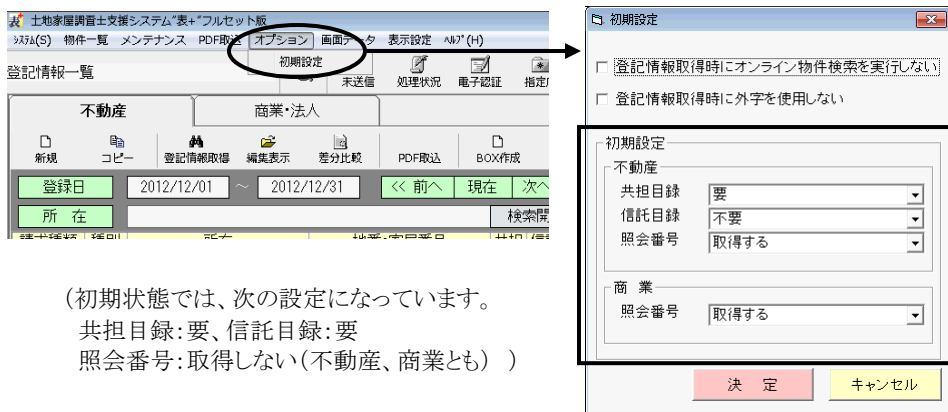 土地家屋調査士支援システム"表+"フルセット版
ｼｽﾃﾑ(S) 物件一覧 メンテナンス PDF取込 オプション 画面データ 表示設定 ﾍﾙﾌﾟ(H)
初期設定
登記情報一覧
未送信 処理状況 電子認証
不動産 商業・法人
新規 コピー 登記情報取得 編集表示 差分比較 PDF取込 BOX作成
登録日 2012/12/01 ～ 2012/12/31 << 前へ 現在
所 在
(初期状態では、次の設定になっています。
共担目録：要、信託目録：要
照会番号：取得しない(不動産、商業とも) )
初期設定
登記情報取得時にオンライン物件検索を実行しない
登記情報取得時に外字を使用しない
初期設定
不動産
共担目録 要
信託目録 不要
照会番号 取得する
商 業
照会番号 取得する
決 定 キャンセル